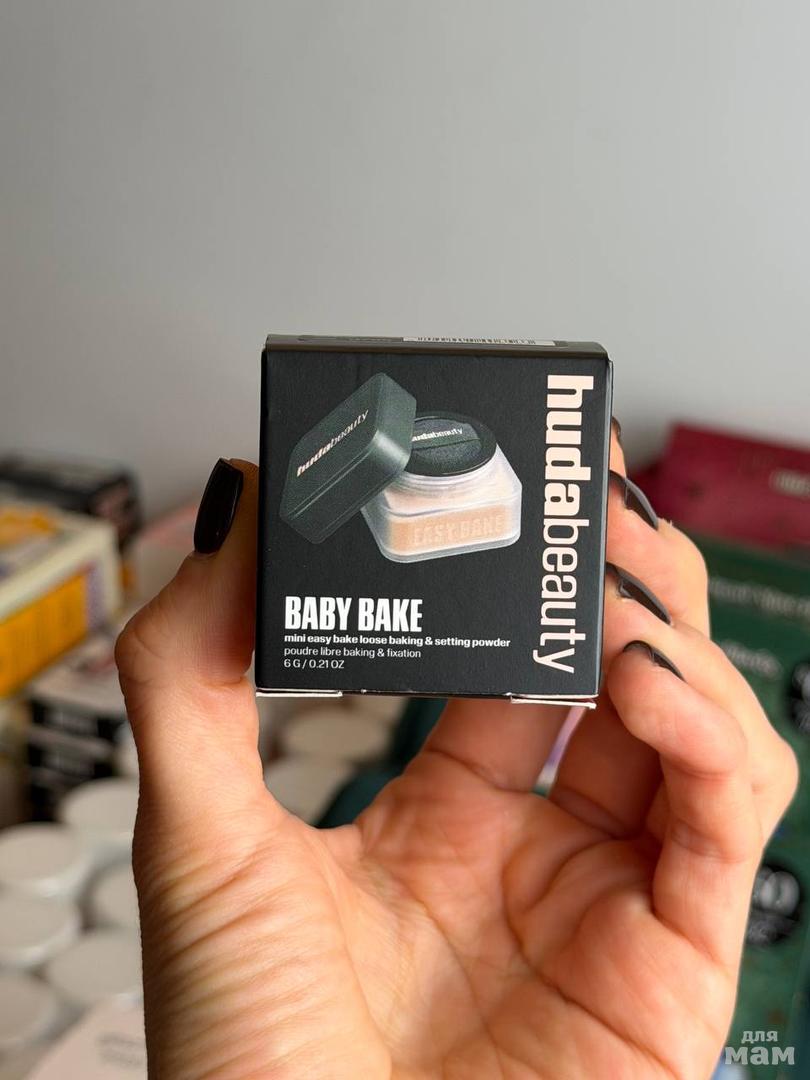 hudabeauty
hudabeauty
hudabeauty
EASY BAKE
BABY BAKE
mini easy bake loose baking & setting powder
poudre libre baking & fixation
6 G / 0.21 OZ
для
мам